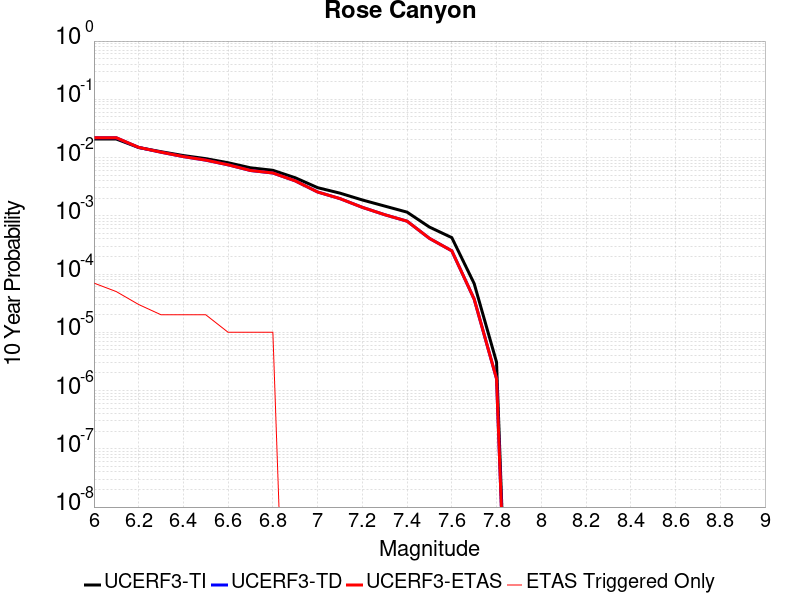 Rose Canyon
10^0
10^-1
10^-2
10^-3
10^-4
10^-5
10^-6
10^-7
10^-8
10 Year Probability
6 6.2 6.4 6.6 6.8 7 7.2 7.4 7.6 7.8 8 8.2 8.4 8.6 8.8 9
Magnitude
UCERF3-TI UCERF3-TD UCERF3-ETAS ETAS Triggered Only